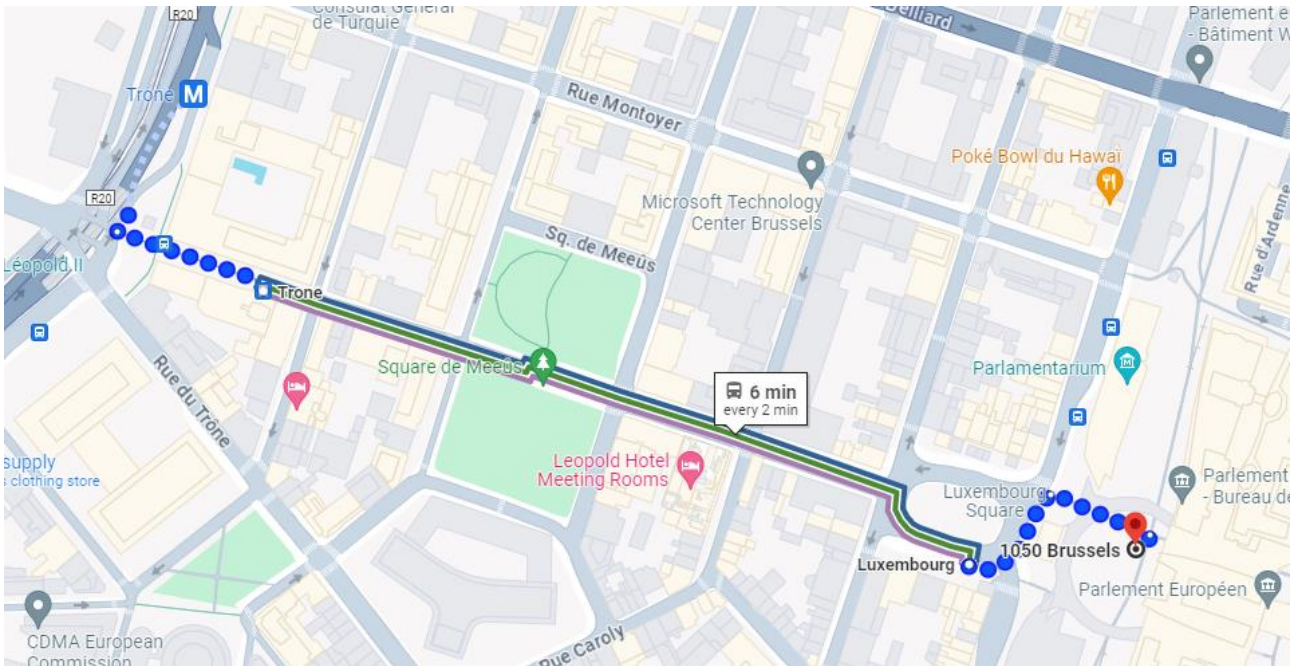 R20
Consulat General
de Turquie
Belliard
Parlement e
- Bâtiment W
Trone
M
Rue Montoyer
Poké Bowl du Hawaï
R20
Microsoft Technology
Center Brussels
Rue d'Ardenne
Sq. de Meeûs
Léopold II
Trone
Square de Meeûs
Parlamentarium
M
6 min
every 2 min
Rue du Trône
supply
s clothing store
Leopold Hotel
Meeting Rooms
Parlement
- Bureau de
Luxembourg
Square
1050 Brussels
Luxembourg
Parlement Européen
CDMA European
Commission
Rue Caroly